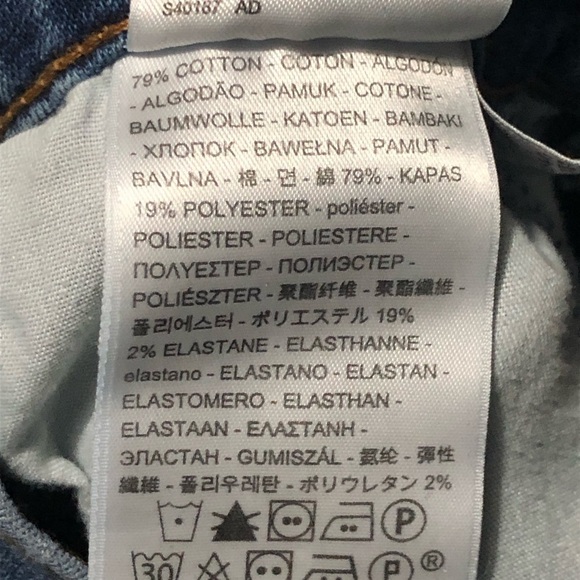 S40187 AD
79% COTTON - COTON - ALGODÓN
- ALGODÃO - PAMUK - COTONE -
BAUMWOLLE - KATOEN - BAMBAKI
- ХЛОПОК - BAWEŁNA - PAMUT -
BAVLNA - 棉 - 면 - 綿 79% - KAPAS
19% POLYESTER - poliéster -
POLIESTER - POLIESTERE -
ΠΟΛΥΕΣΤΕΡ - ПОЛИЭСТЕР -
POLIÉSZTER - 聚酯纤维 - 聚酯纖維 -
폴리에스터 - ポリエステル 19%
2% ELASTANE - ELASTHANNE -
elastano - ELASTANO - ELASTAN -
ELASTOMERO - ELASTHAN -
ELASTAAN - ΕΛΑΣΤΑΝΗ -
ЭЛАСТАН - GUMISZÁL - 氨纶 - 彈性
纖維 - 폴리우레탄 - ポリウレタン 2%
P
30 P ®